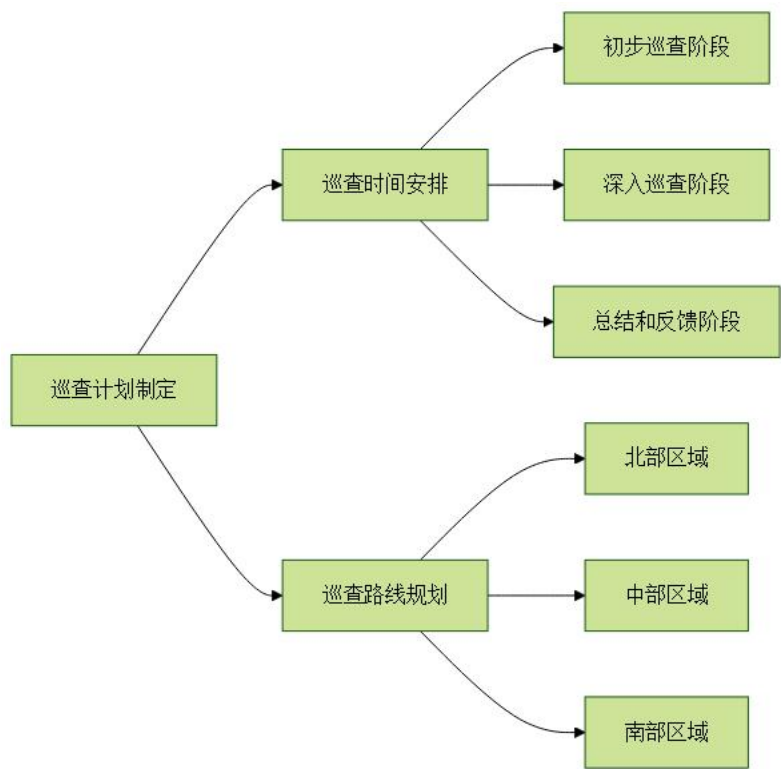 初步巡查阶段
巡查时间安排
深入巡查阶段
总结和反馈阶段
巡查计划制定
北部区域
巡查路线规划
中部区域
南部区域